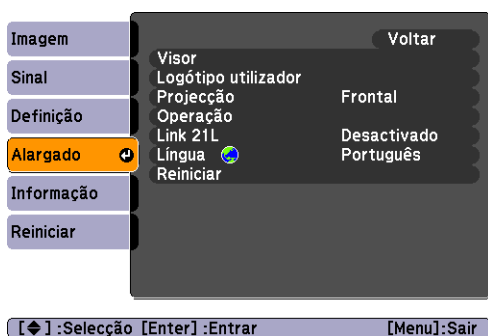 Imagem
Sinal
Definição
Alargado
Informação
Reiniciar
Voltar
Visor
Logótipo utilizador
Projecção Frontal
Operação
Link 21L Desactivado
Língua Português
Reiniciar
[◆] :Selecção [Enter] :Entrar [Menu]:Sair